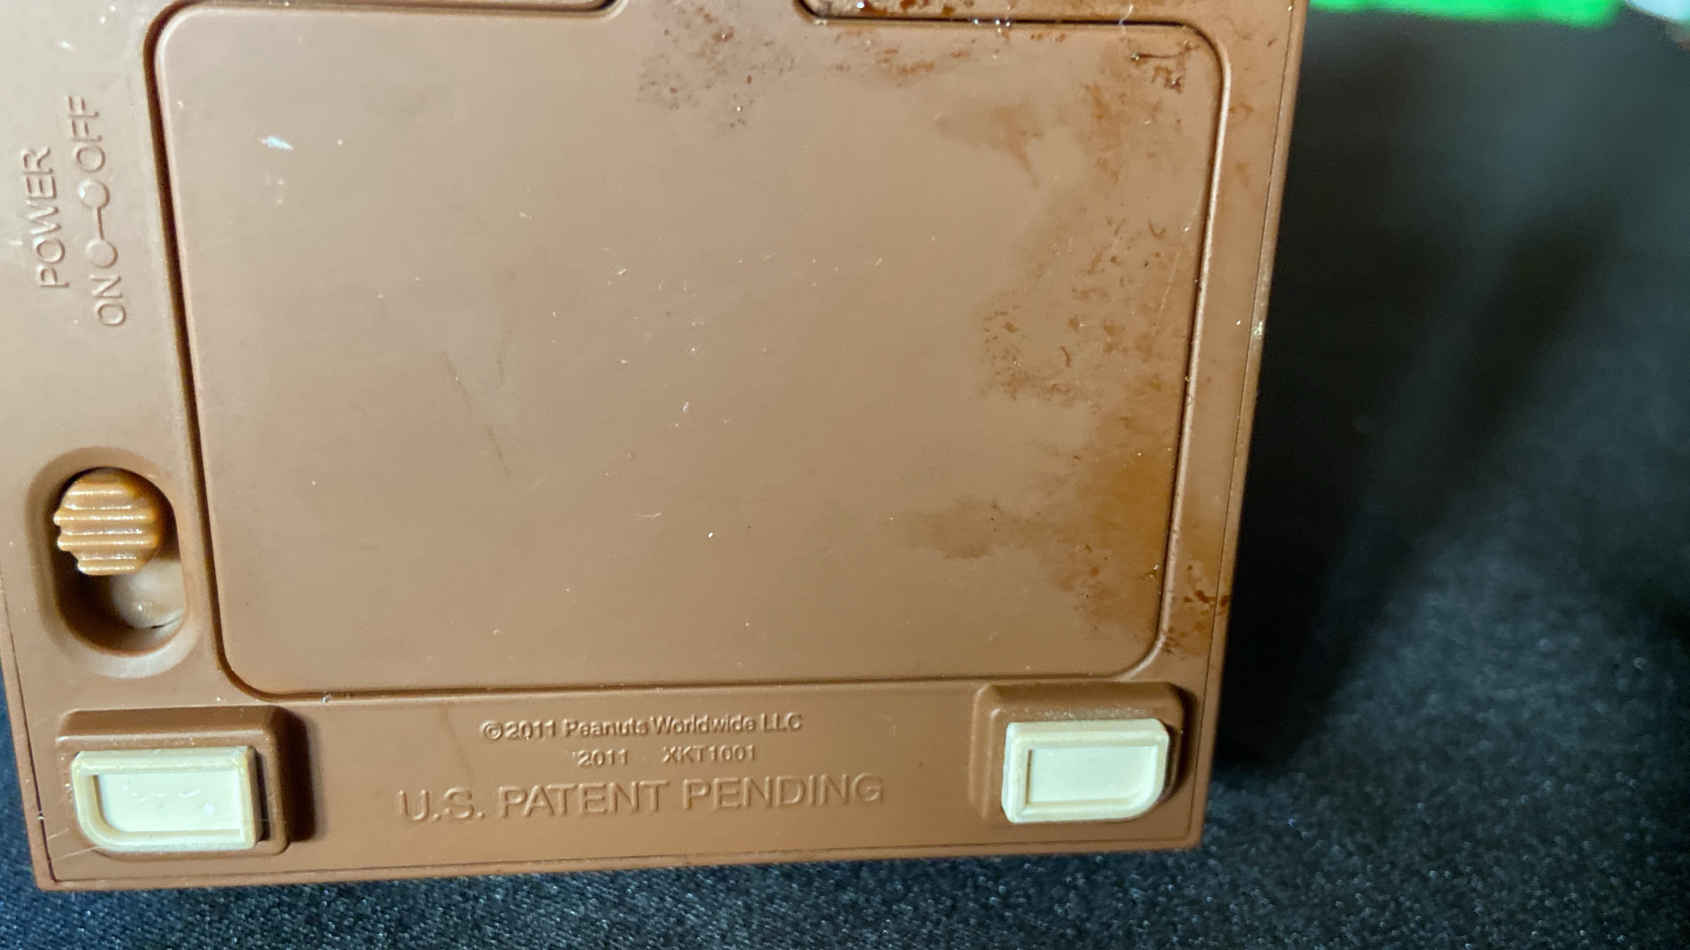 POWER
ON OFF
©2011 Peanuts Worldwide LLC
2011 XKT1001
U.S. PATENT PENDING